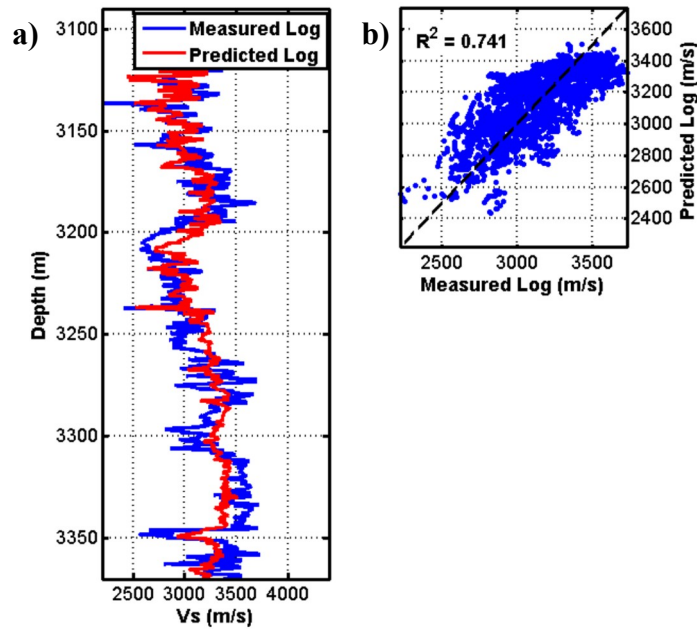 a)
Measured Log
Predicted Log
3100
3150
3200
3250
3300
3350
Depth (m)
2500 3000 3500 4000
Vs (m/s)
b)
R² = 0.741
3600
3400
3200
3000
2800
2600
2400
Predicted Log (m/s)
2500 3000 3500
Measured Log (m/s)